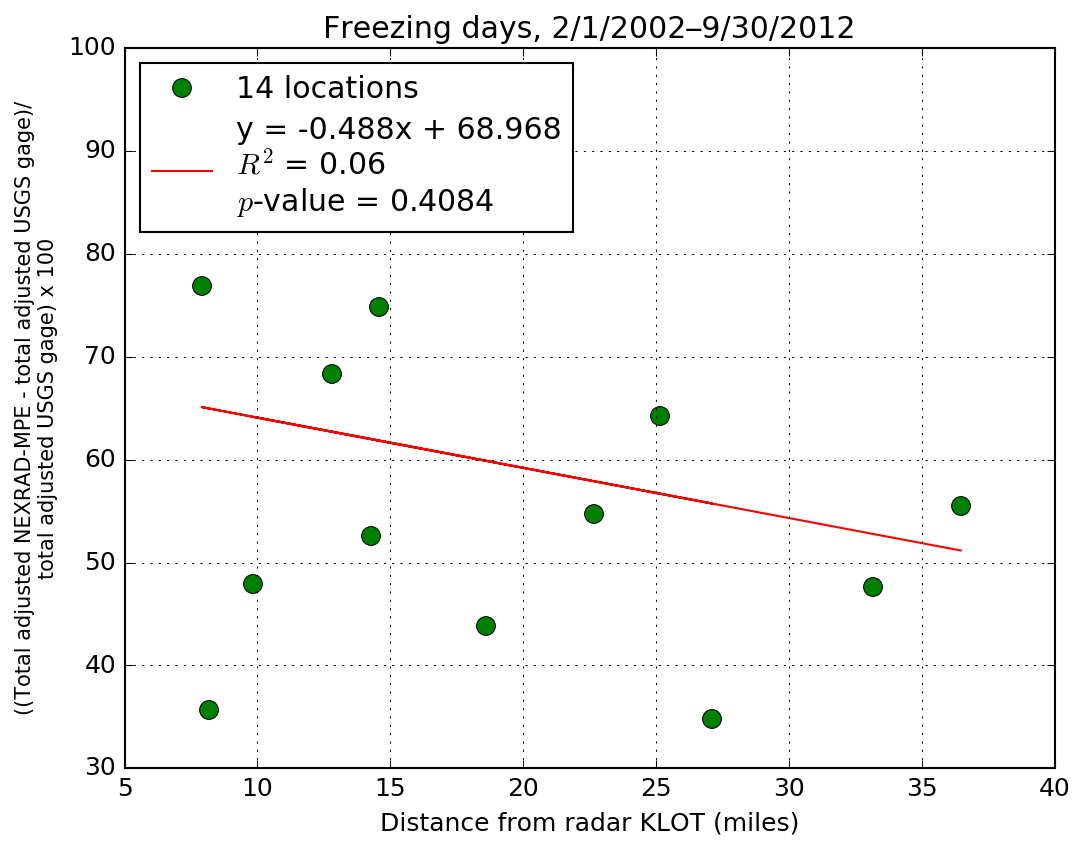 Freezing days, 2/1/2002–9/30/2012
14 locations
y = -0.488x + 68.968
R² = 0.06
p-value = 0.4084
((Total adjusted NEXRAD-MPE - total adjusted USGS gage)/
total adjusted USGS gage) x 100
100
90
80
70
60
50
40
30
5 10 15 20 25 30 35 40
Distance from radar KLOT (miles)